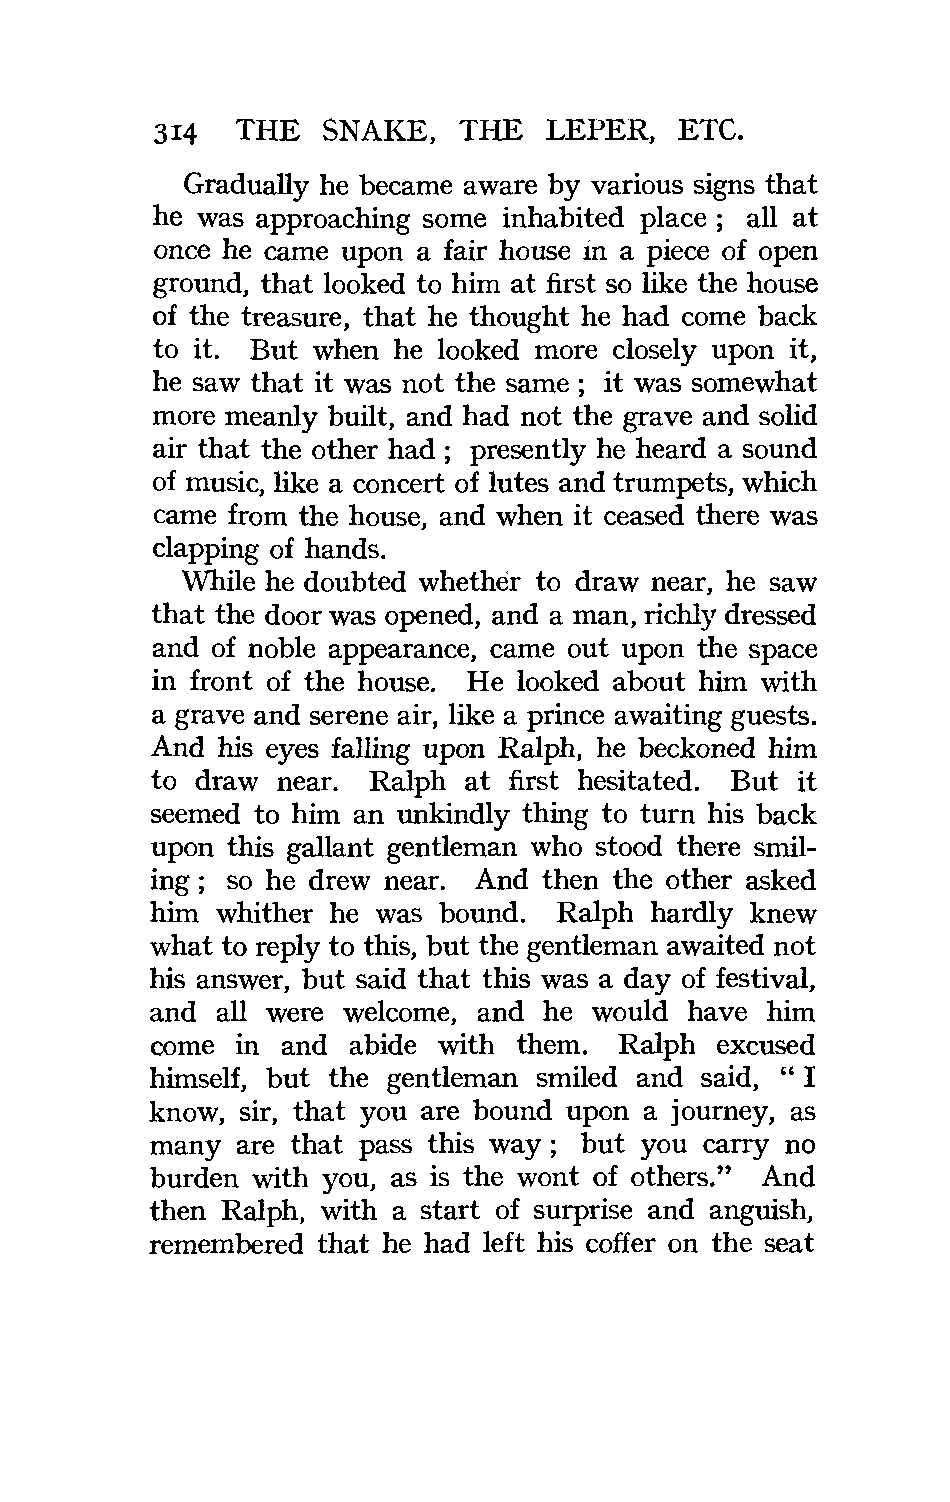 314 THE SNAKE, THE LEPER, ETC.
Gradually he became aware by various signs that
he was approaching some inhabited place ; all at
once he came upon a fair house in a piece of open
ground, that looked to him at first so like the house
of the treasure, that he thought he had come back
to it. But when he looked more closely upon it,
he saw that it was not the same ; it was somewhat
more meanly built, and had not the grave and solid
air that the other had ; presently he heard a sound
of music, like a concert of lutes and trumpets, which
came from the house, and when it ceased there was
clapping of hands.
While he doubted whether to draw near, he saw
that the door was opened, and a man, richly dressed
and of noble appearance, came out upon the space
in front of the house. He looked about him with
a grave and serene air, like a prince awaiting guests.
And his eyes falling upon Ralph, he beckoned him
to draw near. Ralph at first hesitated. But it
seemed to him an unkindly thing to turn his back
upon this gallant gentleman who stood there smil-
ing ; so he drew near. And then the other asked
him whither he was bound. Ralph hardly knew
what to reply to this, but the gentleman awaited not
his answer, but said that this was a day of festival,
and all were welcome, and he would have him
come in and abide with them. Ralph excused
himself, but the gentleman smiled and said, “ I
know, sir, that you are bound upon a journey, as
many are that pass this way ; but you carry no
burden with you, as is the wont of others.” And
then Ralph, with a start of surprise and anguish,
remembered that he had left his coffer on the seat